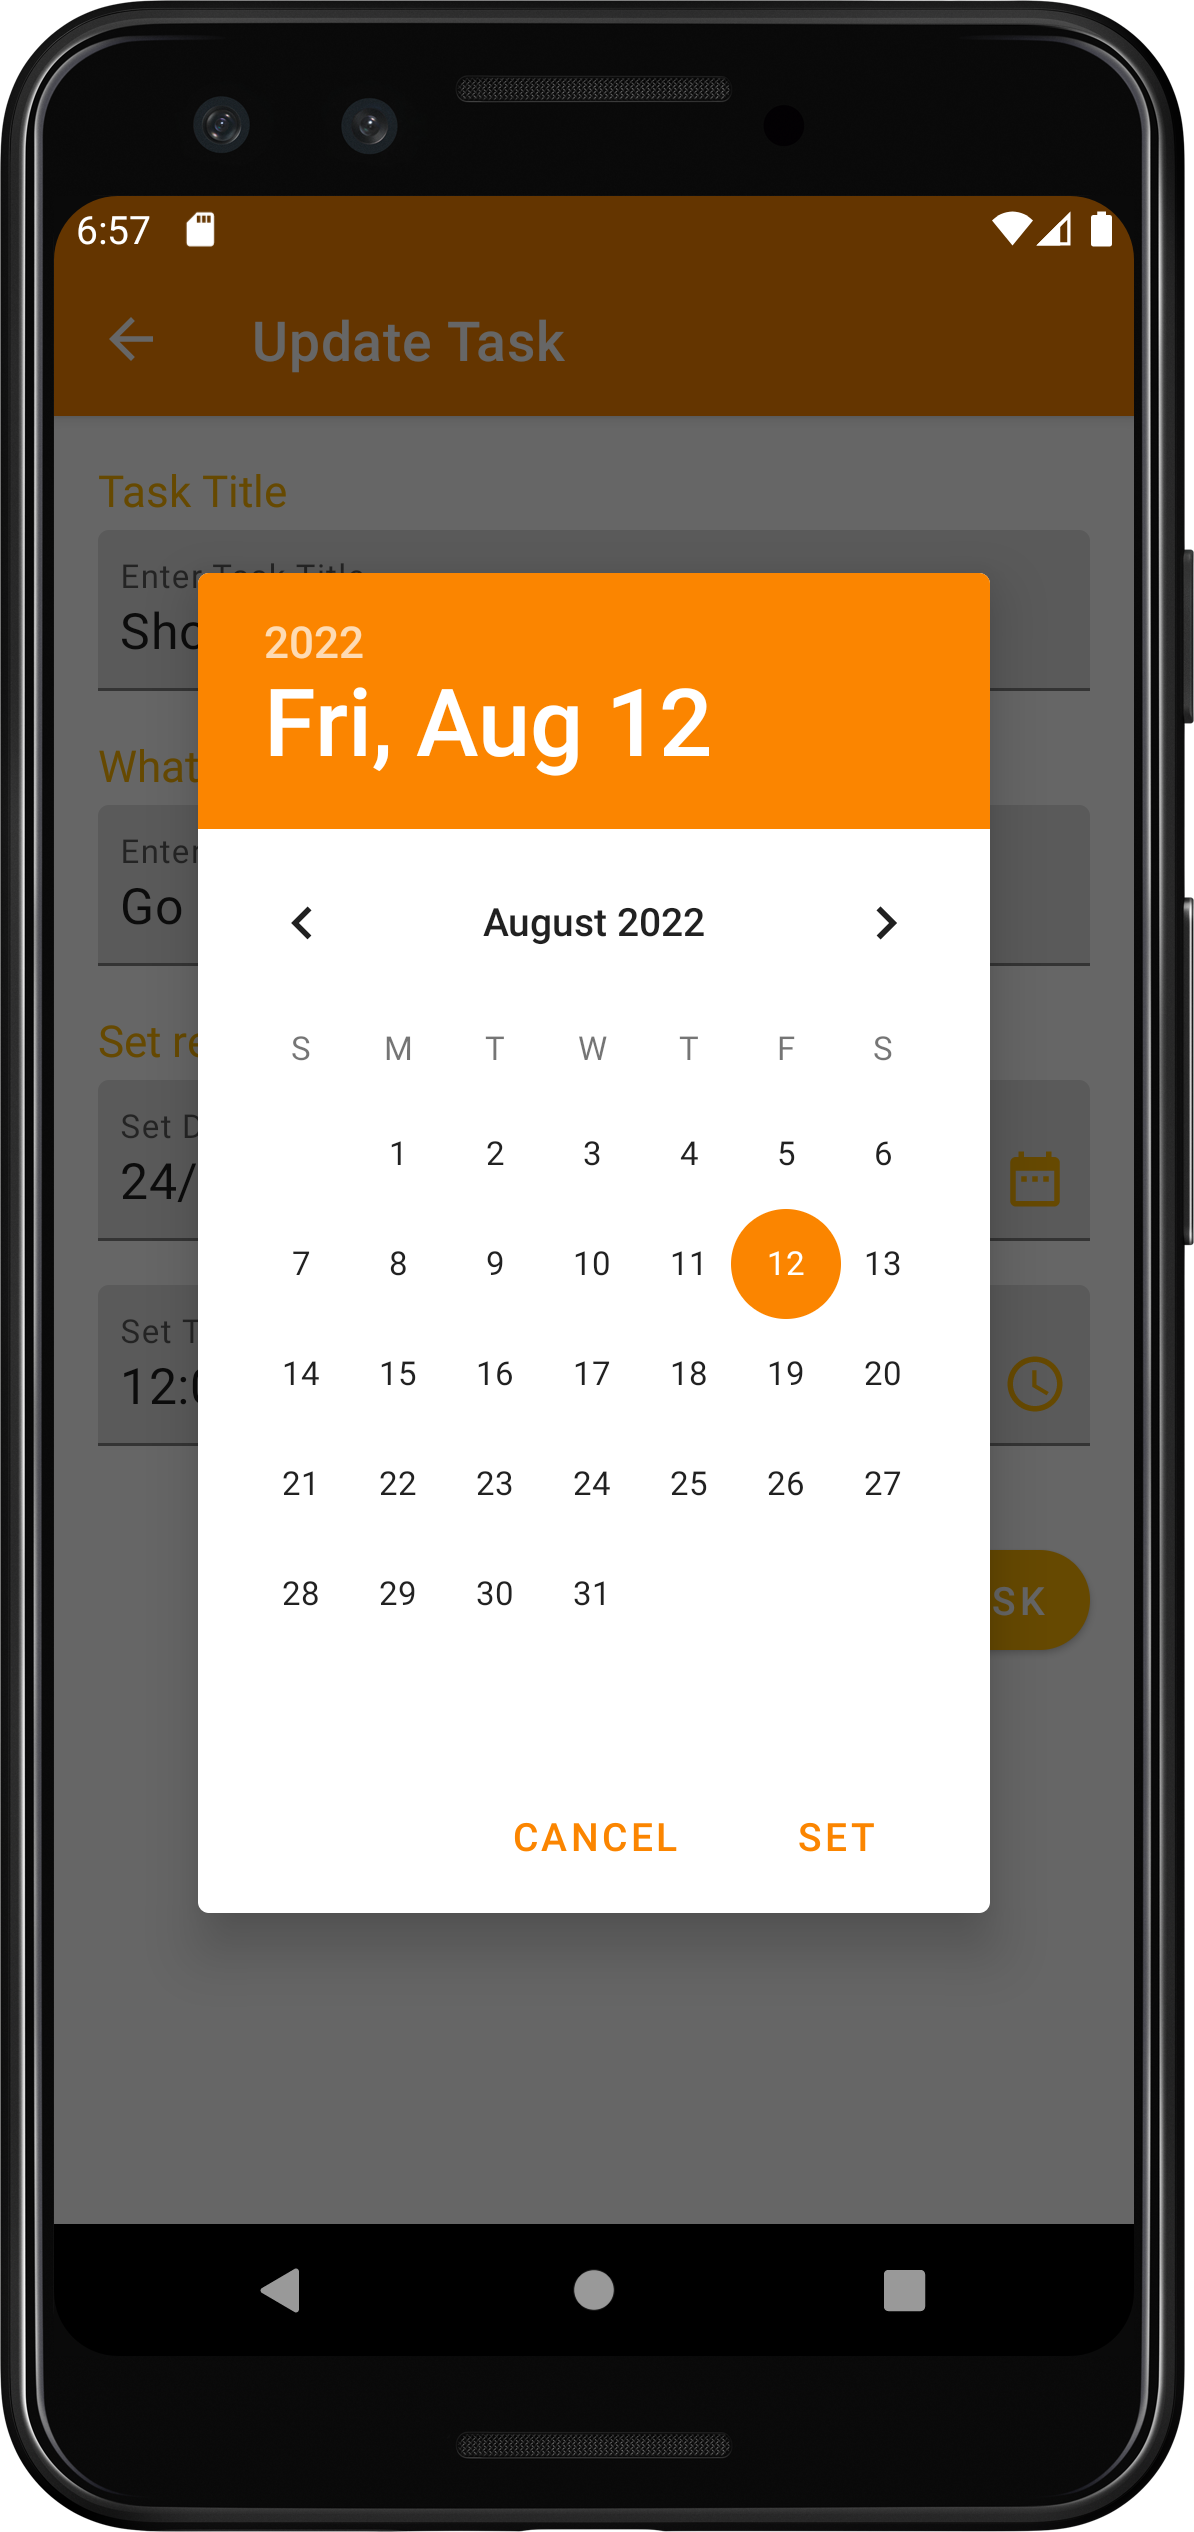 6:57
Update Task
Task Title
Enter Task Title
Sho
2022
Fri, Aug 12
What
Enter
Go
August 2022
S M T W T F S
Set re
1 2 3 4 5 6
Set D
24/
7 8 9 10 11 12 13
Set T
12:0
14 15 16 17 18 19 20
21 22 23 24 25 26 27
28 29 30 31
SK
CANCEL SET